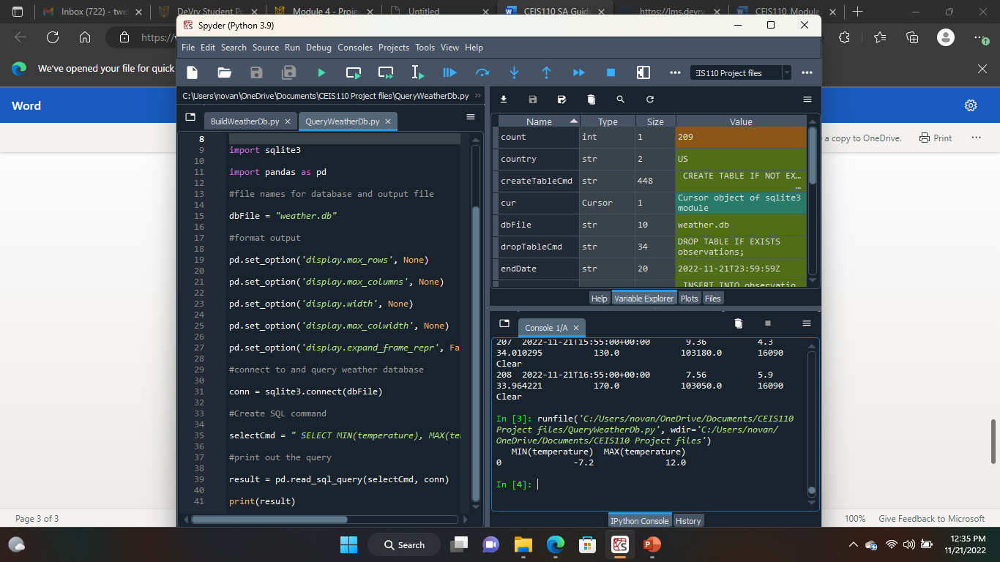 Inbox (722) - twe
DeVry Student Po
Module 4 - Proje
Untitled
CEIS110 SA Guid
https://lms.devry.
CEIS110_Module
https://
We've opened your file for quick
Word
a copy to OneDrive.
Print
Spyder (Python 3.9)
File Edit Search Source Run Debug Consoles Projects Tools View Help
EIS110 Project files
C:\Users\novan\OneDrive\Documents\CEIS110 Project files\QueryWeatherDb.py
BuildWeatherDb.py
QueryWeatherDb.py
8
9 import sqlite3
10
11 import pandas as pd
12
13 #file names for database and output file
14
15 dbFile = "weather.db"
16
17 #format output
18
19 pd.set_option('display.max_rows', None)
20
21 pd.set_option('display.max_columns', None)
22
23 pd.set_option('display.width', None)
24
25 pd.set_option('display.max_colwidth', None)
26
27 pd.set_option('display.expand_frame_repr', Fa
28
29 #connect to and query weather database
30
31 conn = sqlite3.connect(dbFile)
32
33 #Create SQL command
34
35 selectCmd = " SELECT MIN(temperature), MAX(te
36
37 #print out the query
38
39 result = pd.read_sql_query(selectCmd, conn)
40
41 print(result)
Name Type Size Value
count int 1 209
country str 2 US
createTableCmd str 448 CREATE TABLE IF NOT EX…
…
cur Cursor 1 Cursor object of sqlite3
module
dbFile str 10 weather.db
dropTableCmd str 34 DROP TABLE IF EXISTS
observations;
endDate str 20 2022-11-21T23:59:59Z
INSERT INTO observatio
Help Variable Explorer Plots Files
Console 1/A
207 2022-11-21T15:55:00+00:00 9.36 4.3
34.010295 130.0 103180.0 16090
Clear
208 2022-11-21T16:55:00+00:00 7.56 5.9
33.964221 170.0 103050.0 16090
Clear
In [3]: runfile('C:/Users/novan/OneDrive/Documents/CEIS110
Project files/QueryWeatherDb.py', wdir='C:/Users/novan/
OneDrive/Documents/CEIS110 Project files')
MIN(temperature) MAX(temperature)
0 -7.2 12.0
In [4]:
IPython Console History
Page 3 of 3
100% Give Feedback to Microsoft
Search
12:35 PM
11/21/2022